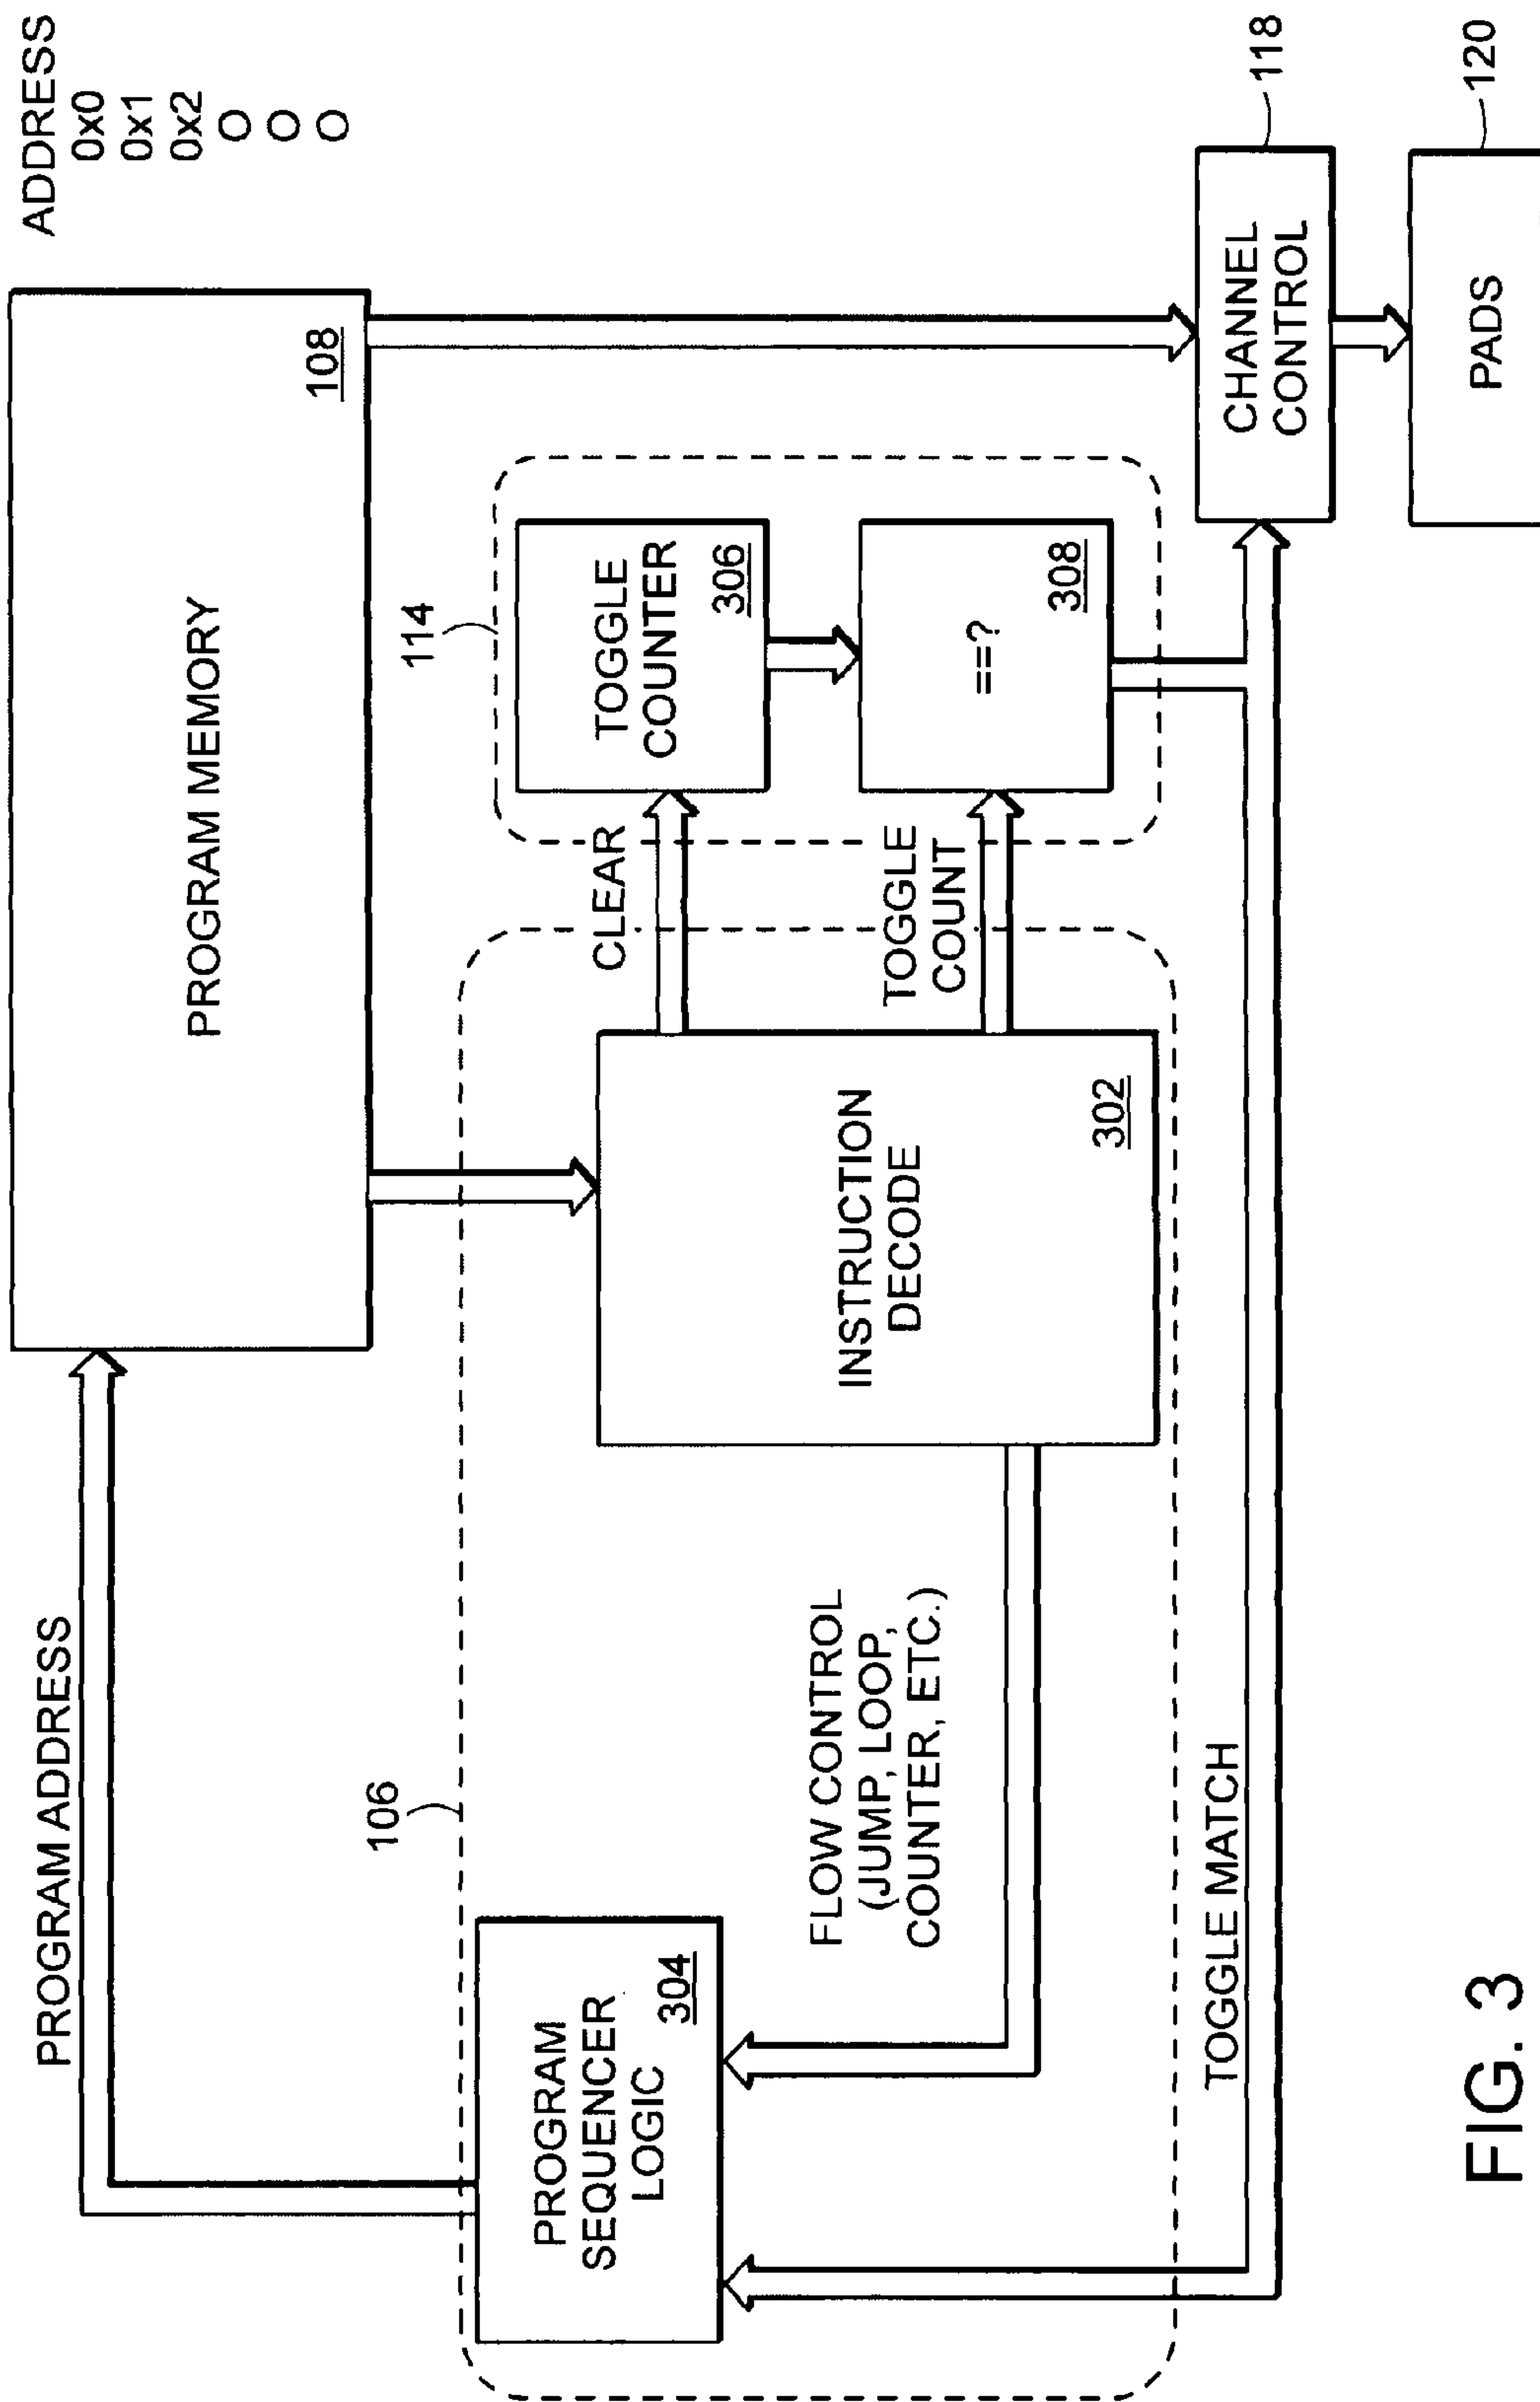 PROGRAM ADDRESS
PROGRAM MEMORY
108
ADDRESS
0x0
0x1
0x2
O
O
O
106
114
PROGRAM
SEQUENCER
LOGIC
304
FLOW CONTROL
(JUMP, LOOP,
COUNTER, ETC.)
INSTRUCTION
DECODE
302
CLEAR
TOGGLE
COUNT
TOGGLE
COUNTER
306
==?
308
TOGGLE MATCH
CHANNEL
CONTROL
118
PADS
120
FIG. 3